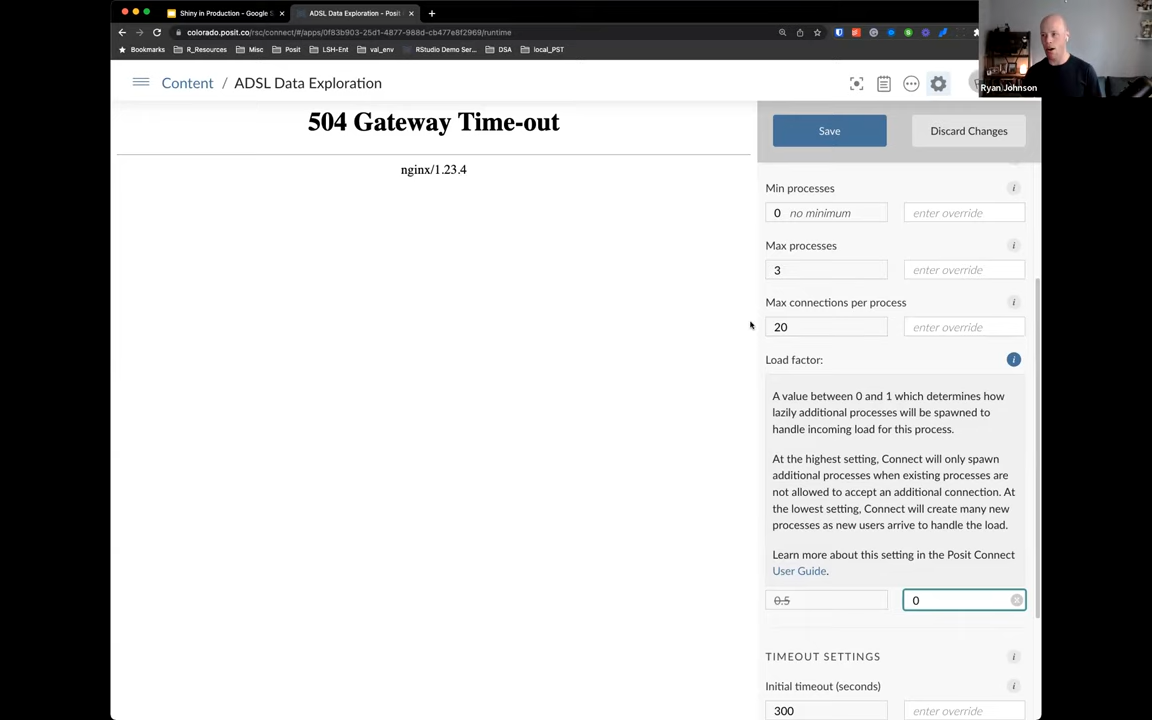 Shiny in Production - Google S
ADSL Data Exploration - Posit
colorado.posit.co/rsc/connect/#/apps/0f83b903-25d1-4877-988d-cb477e8f2969/runtime
Bookmarks
R_Resources
Misc
Posit
LSH-Ent
val_env
RStudio Demo Ser...
DSA
local_PST
Ryan Johnson
Content / ADSL Data Exploration
504 Gateway Time-out
nginx/1.23.4
Save
Discard Changes
Min processes
0 no minimum
enter override
Max processes
3
enter override
Max connections per process
20
enter override
Load factor:
A value between 0 and 1 which determines how
lazily additional processes will be spawned to
handle incoming load for this process.
At the highest setting, Connect will only spawn
additional processes when existing processes are
not allowed to accept an additional connection. At
the lowest setting, Connect will create many new
processes as new users arrive to handle the load.
Learn more about this setting in the Posit Connect
User Guide.
0.5
0
TIMEOUT SETTINGS
Initial timeout (seconds)
300
enter override